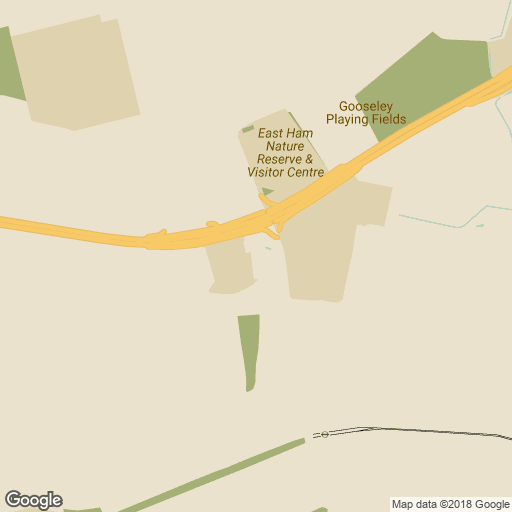 Gooseley
Playing Fields
East Ham
Nature
Reserve &
Visitor Centre
Google
Map data ©2018 Google